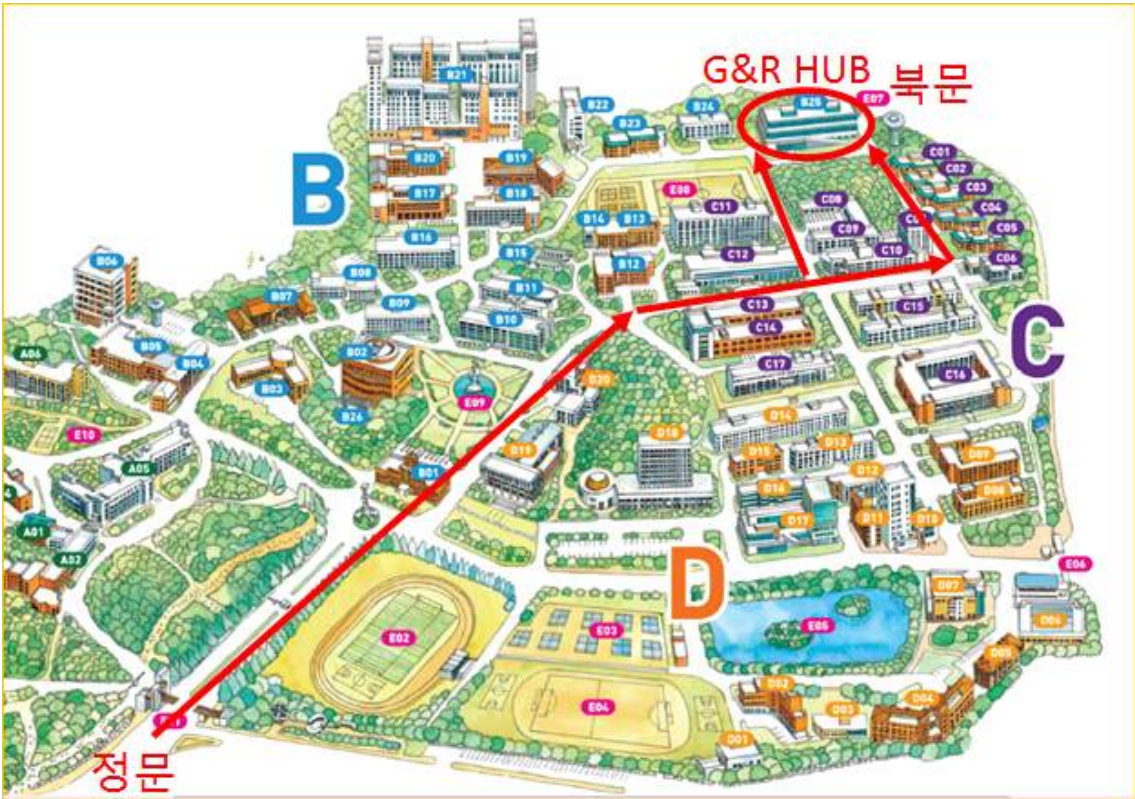 G&R HUB
북문
B21
B22
B24
B25
E07
B23
C01
B20
B19
C02
C03
B
E08
B17
B18
C11
C08
C04
B14
B13
C09
C05
B16
C10
B06
B15
C12
B12
C06
B08
B11
B07
C13
C15
B09
B10
C14
B05
B02
A06
B04
C17
C
B03
D20
C16
E09
B26
D14
E10
D18
D13
D19
D15
D09
A05
B01
D12
D16
D08
A01
D17
D11
D10
A02
D
E06
D07
E02
E03
E05
D06
D05
D02
D04
E04
D03
D01
정문